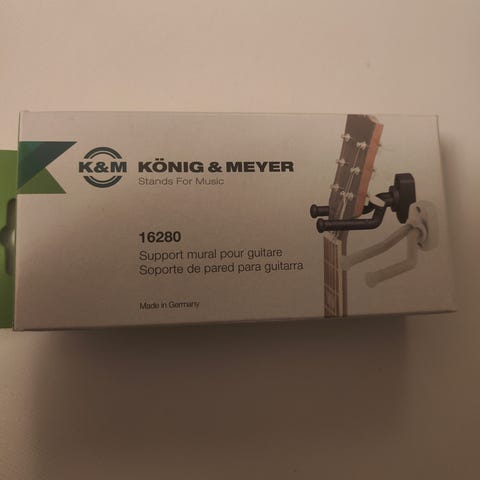 K&M KÖNIG & MEYER
Stands For Music
16280
Support mural pour guitare
Soporte de pared para guitarra
Made in Germany